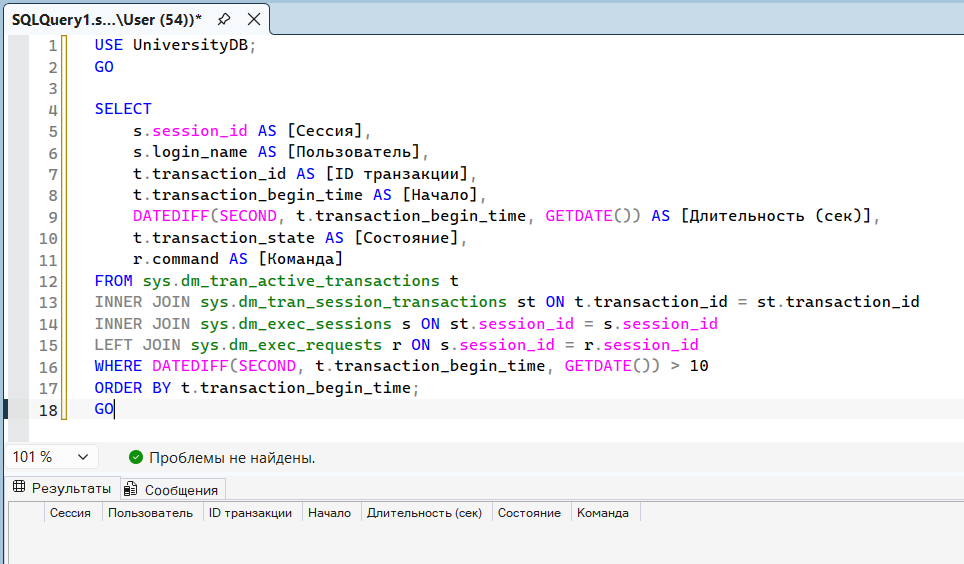 SQLQuery1.s...\User (54))*
1 USE UniversityDB;
2 GO
3
4 SELECT
5 s.session_id AS [Сессия],
6 s.login_name AS [Пользователь],
7 t.transaction_id AS [ID транзакции],
8 t.transaction_begin_time AS [Начало],
9 DATEDIFF(SECOND, t.transaction_begin_time, GETDATE()) AS [Длительность (сек)],
10 t.transaction_state AS [Состояние],
11 r.command AS [Команда]
12 FROM sys.dm_tran_active_transactions t
13 INNER JOIN sys.dm_tran_session_transactions st ON t.transaction_id = st.transaction_id
14 INNER JOIN sys.dm_exec_sessions s ON st.session_id = s.session_id
15 LEFT JOIN sys.dm_exec_requests r ON s.session_id = r.session_id
16 WHERE DATEDIFF(SECOND, t.transaction_begin_time, GETDATE()) > 10
17 ORDER BY t.transaction_begin_time;
18 GO
101 % Проблемы не найдены.
Результаты Сообщения
Сессия Пользователь ID транзакции Начало Длительность (сек) Состояние Команда